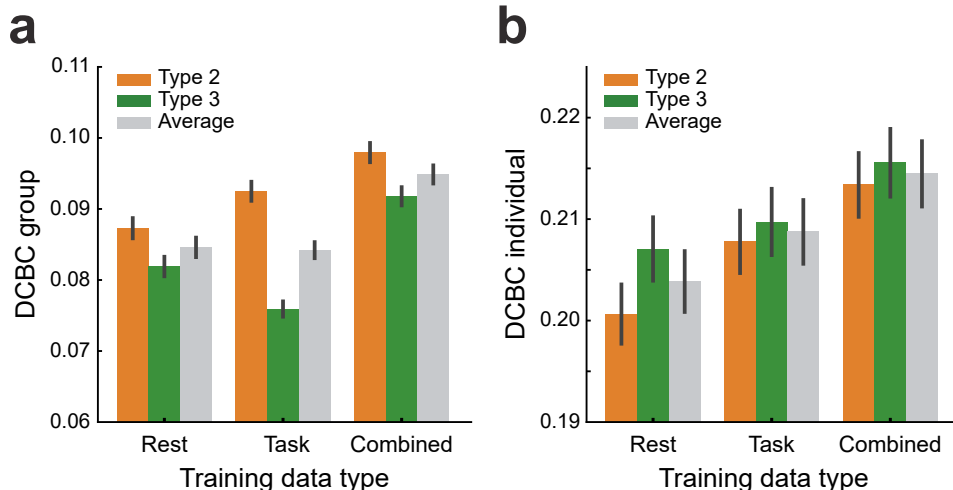 a
0.11
0.10
0.09
0.08
0.07
0.06
DCBC group
Type 2
Type 3
Average
Rest
Task
Combined
Training data type
b
0.22
0.21
0.20
0.19
DCBC individual
Type 2
Type 3
Average
Rest
Task
Combined
Training data type